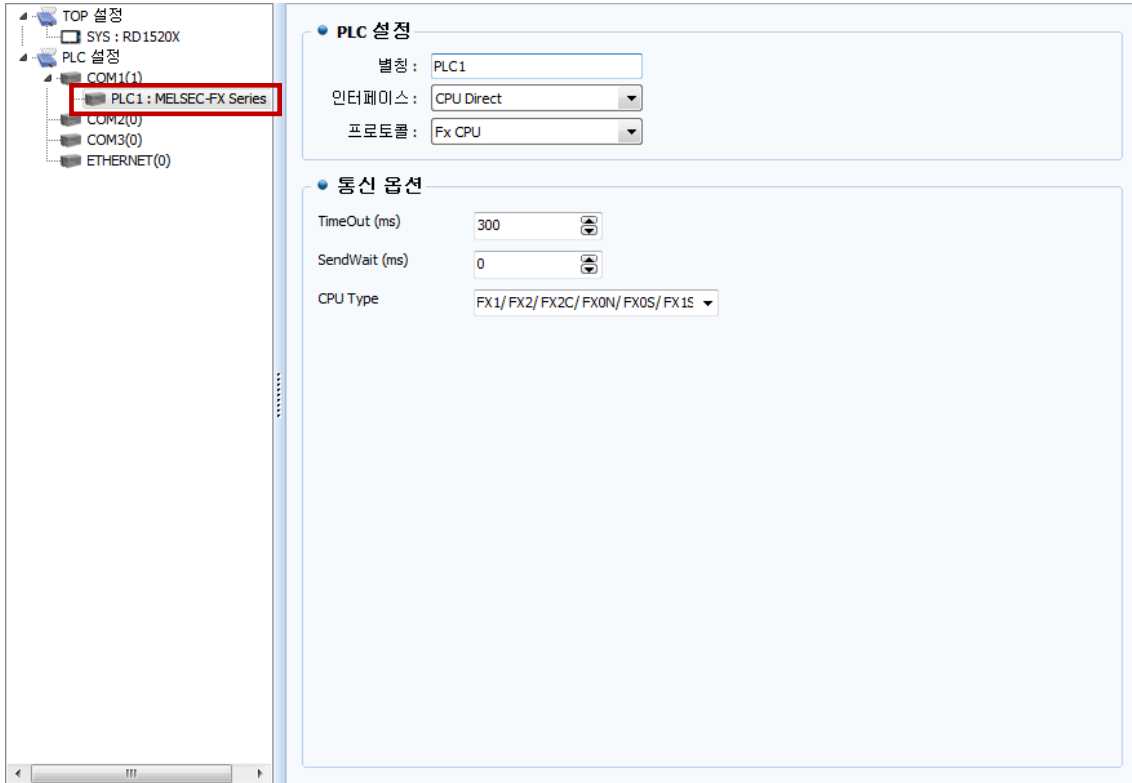 TOP 설정
SYS : RD1520X
PLC 설정
COM1(1)
PLC1 : MELSEC-FX Series
COM2(0)
COM3(0)
ETHERNET(0)
PLC 설정
별칭 : PLC1
인터페이스 : CPU Direct
프로토콜 : Fx CPU
통신 옵션
TimeOut (ms) 300
SendWait (ms) 0
CPU Type FX1/ FX2/ FX2C/ FX0N/ FX0S/ FX1S